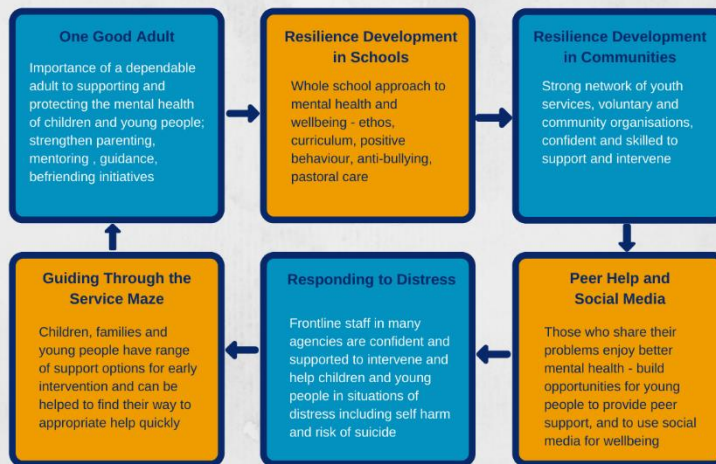 One Good Adult
Importance of a dependable
adult to supporting and
protecting the mental health
of children and young people;
strengthen parenting,
mentoring , guidance,
befriending initiatives
Resilience Development
in Schools
Whole school approach to
mental health and
wellbeing - ethos,
curriculum, positive
behaviour, anti-bullying,
pastoral care
Resilience Development
in Communities
Strong network of youth
services, voluntary and
community organisations,
confident and skilled to
support and intervene
Peer Help and
Social Media
Those who share their
problems enjoy better
mental health - build
opportunities for young
people to provide peer
support, and to use social
media for wellbeing
Responding to Distress
Frontline staff in many
agencies are confident and
supported to intervene and
help children and young
people in situations of
distress including self harm
and risk of suicide
Guiding Through the
Service Maze
Children, families and
young people have range
of support options for early
intervention and can be
helped to find their way to
appropriate help quickly